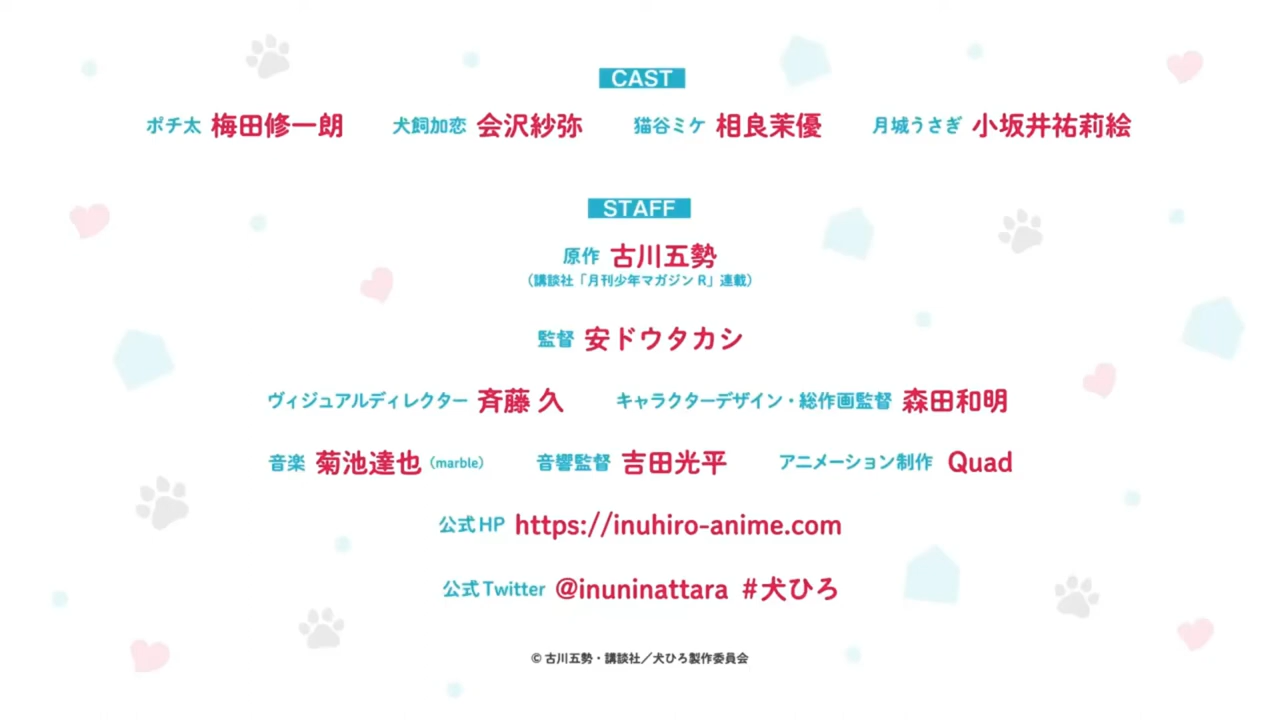 CAST
ポチ太 梅田修一朗 犬飼加恋 会沢紗弥 猫谷ミケ 相良茉優 月城うさぎ 小坂井祐莉絵
STAFF
原作 古川五勢
（講談社「月刊少年マガジンR」連載）
監督 安ドウタカシ
ヴィジュアルディレクター 斉藤 久 キャラクターデザイン・総作画監督 森田和明
音楽 菊池達也（marble） 音響監督 吉田光平 アニメーション制作 Quad
公式HP https://inuhiro-anime.com
公式Twitter @inuninattara #犬ひろ
© 古川五勢・講談社／犬ひろ製作委員会